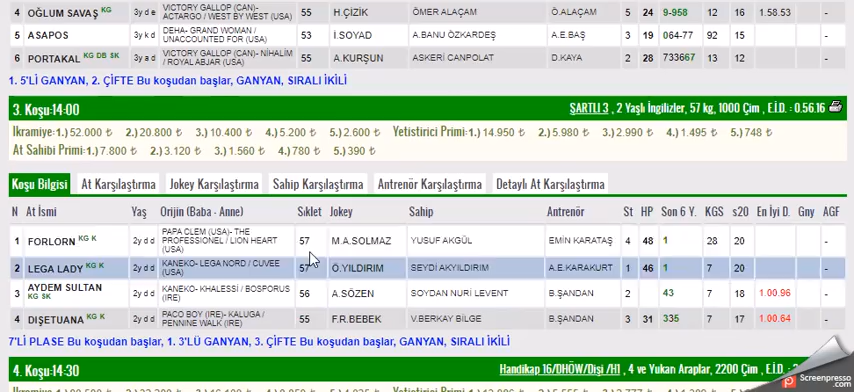 VICTORY GALLOP (CAN)-
4 OĞLUM SAVAŞ KG 3y d e ACTARGO / WEST BY WEST (USA) 55 H.ÇİZİK ÖMER ALAÇAM Ö.ALAÇAM 5 24 9-958 12 16 1.58.53 -
5 ASAPOS 3y k d DEHA- GRAND WOMAN / UNACCOUNTED FOR (USA) 53 İ.SOYAD A.BANU ÖZKARDEŞ A.E.BAŞ 3 19 064-77 92 15 -
6 PORTAKAL KG DB SK 3y a d VICTORY GALLOP (CAN)- NİHALİM / ROYAL ABJAR (USA) 55 A.KURŞUN ASKERİ CANPOLAT D.KAYA 2 28 733667 12 13 -
1. 5'Lİ GANYAN, 2. ÇİFTE Bu koşudan başlar, GANYAN, SIRALI İKİLİ
3. Koşu:14:00 ŞARTLI 3 , 2 Yaşlı İngilizler, 57 kg, 1000 Çim , E.İ.D. : 0.56.16
İkramiye: 1.) 52.000 ₺ 2.) 20.800 ₺ 3.) 10.400 ₺ 4.) 5.200 ₺ 5.) 2.600 ₺ Yetistirici Primi: 1.) 14.950 ₺ 2.) 5.980 ₺ 3.) 2.990 ₺ 4.) 1.495 ₺ 5.) 748 ₺
At Sahibi Primi: 1.) 7.800 ₺ 2.) 3.120 ₺ 3.) 1.560 ₺ 4.) 780 ₺ 5.) 390 ₺
Koşu Bilgisi At Karşılaştırma Jokey Karşılaştırma Sahip Karşılaştırma Antrenör Karşılaştırma Detaylı At Karşılaştırma
N At İsmi Yaş Orijin (Baba - Anne) Sıklet Jokey Sahip Antrenör St HP Son 6 Y. KGS s20 En İyi D. Gny AGF
1 FORLORN KG K 2y d d PAPA CLEM (USA)- THE PROFESSIONEL / LION HEART (USA) 57 M.A.SOLMAZ YUSUF AKGÜL EMİN KARATAŞ 4 48 1 28 20 -
2 LEGA LADY KG K 2y d d KANEKO- LEGA NORD / CUVEE (USA) 57 Ö.YILDIRIM SEYDİ AKYILDIRIM A.E.KARAKURT 1 46 1 7 20 -
3 AYDEM SULTAN KG SK 2y d d KANEKO- KHALESSİ / BOSPORUS (IRE) 56 A.SÖZEN SOYDAN NURİ LEVENT B.ŞANDAN 2 43 7 18 1.00.96 -
4 DIŞETUANA KG K 2y d d PACO BOY (IRE)- KALUGA / PENNINE WALK (IRE) 55 F.R.BEBEK V.BERKAY BİLGE B.ŞANDAN 3 31 335 7 17 1.00.64 -
7'Lİ PLASE Bu koşudan başlar, 1. 3'LÜ GANYAN, 3. ÇİFTE Bu koşudan başlar, GANYAN, SIRALI İKİLİ
4. Koşu:14:30 Handikap 16/DHÖW/Dişi /H1 , 4 ve Yukarı Araplar, 2200 Çim , E.İ.D. :
Screenpresso
.com